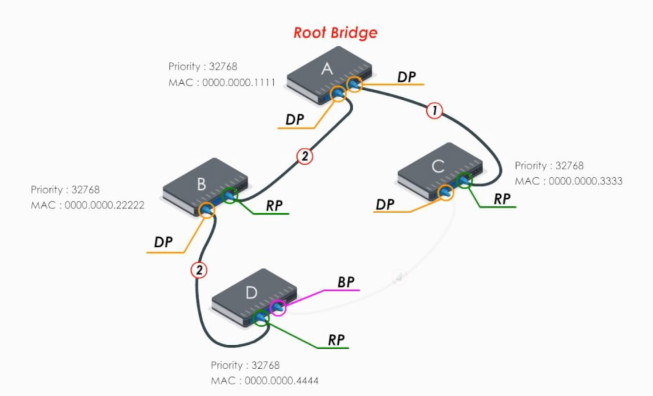 Root Bridge
Priority : 32768
MAC : 0000.0000.1111
A
DP
DP
1
2
Priority : 32768
MAC : 0000.0000.22222
B
C
Priority : 32768
MAC : 0000.0000.3333
RP
DP
RP
DP
2
D
BP
RP
Priority : 32768
MAC : 0000.0000.4444